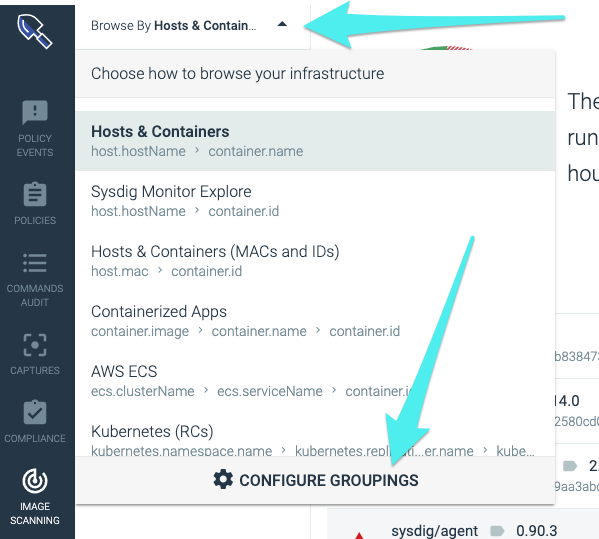 Browse By Hosts & Contain...
Choose how to browse your infrastructure
Hosts & Containers
host.hostName > container.name
Sysdig Monitor Explore
host.hostName > container.id
Hosts & Containers (MACs and IDs)
host.mac > container.id
Containerized Apps
container.image > container.name > container.id
AWS ECS
ecs.clusterName > ecs.serviceName > container.i
Kubernetes (RCs)
kubernetes.namespace.name > kubernetes.repl er.name > kube...
CONFIGURE GROUPINGS
POLICY
EVENTS
POLICIES
COMMANDS
AUDIT
CAPTURES
COMPLIANCE
IMAGE
SCANNING
The
run
hou
b83847
14.0
2580cd
2.
9aa3ab
sysdig/agent 0.90.3